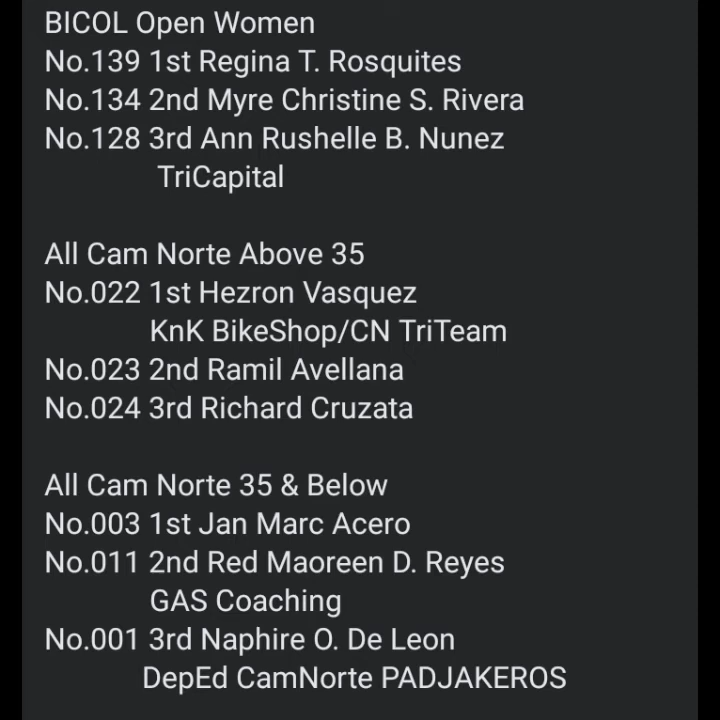 BICOL Open Women
No.139 1st Regina T. Rosquites
No.134 2nd Myre Christine S. Rivera
No.128 3rd Ann Rushelle B. Nunez
TriCapital
All Cam Norte Above 35
No.022 1st Hezron Vasquez
KnK BikeShop/CN TriTeam
No.023 2nd Ramil Avellana
No.024 3rd Richard Cruzata
All Cam Norte 35 & Below
No.003 1st Jan Marc Acero
No.011 2nd Red Maoreen D. Reyes
GAS Coaching
No.001 3rd Naphire O. De Leon
DepEd CamNorte PADJAKEROS